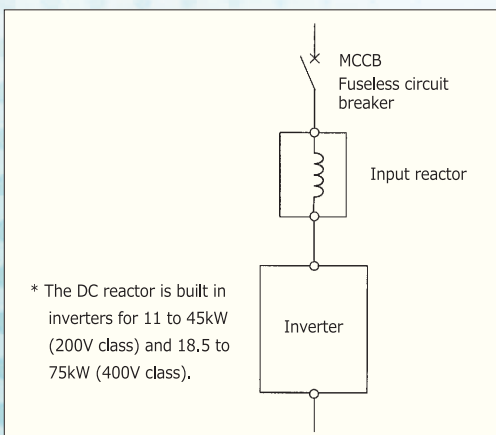 MCCB
Fuseless circuit
breaker
Input reactor
* The DC reactor is built in
inverters for 11 to 45kW
(200V class) and 18.5 to
75kW (400V class).
Inverter